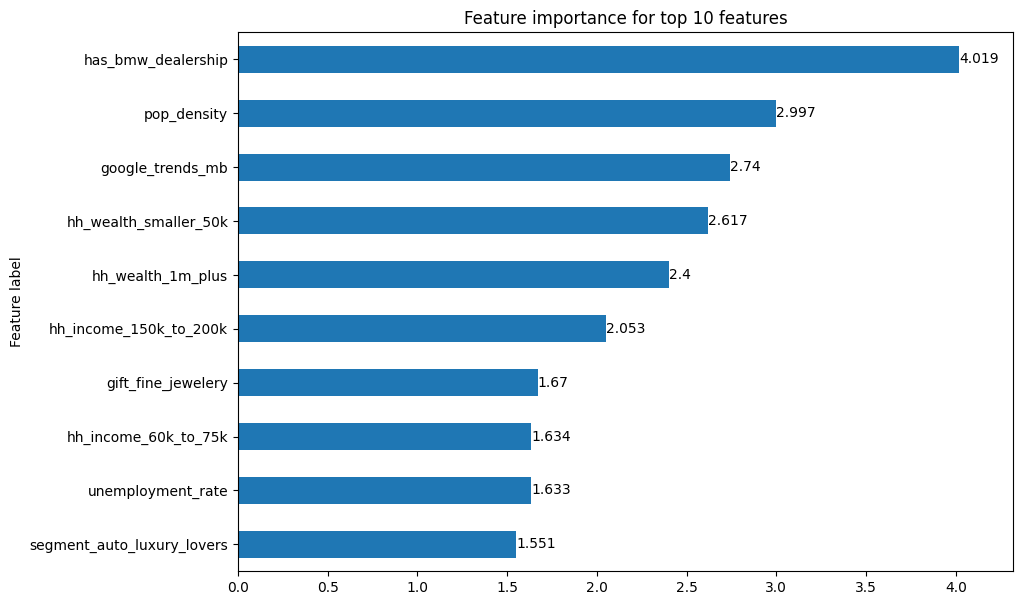 Feature importance for top 10 features
Feature label
has_bmw_dealership 4.019
pop_density 2.997
google_trends_mb 2.74
hh_wealth_smaller_50k 2.617
hh_wealth_1m_plus 2.4
hh_income_150k_to_200k 2.053
gift_fine_jewelery 1.67
hh_income_60k_to_75k 1.634
unemployment_rate 1.633
segment_auto_luxury_lovers 1.551
0.0 0.5 1.0 1.5 2.0 2.5 3.0 3.5 4.0